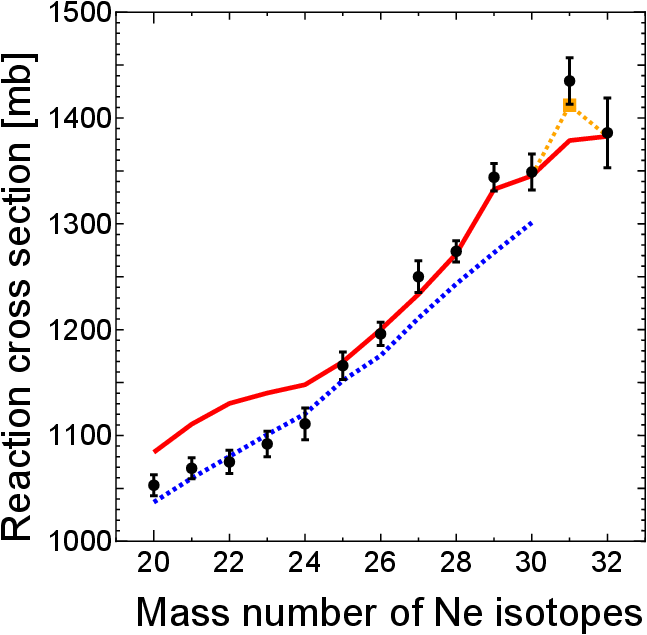 Reaction cross section [mb]
1500
1400
1300
1200
1100
1000
20 22 24 26 28 30 32
Mass number of Ne isotopes